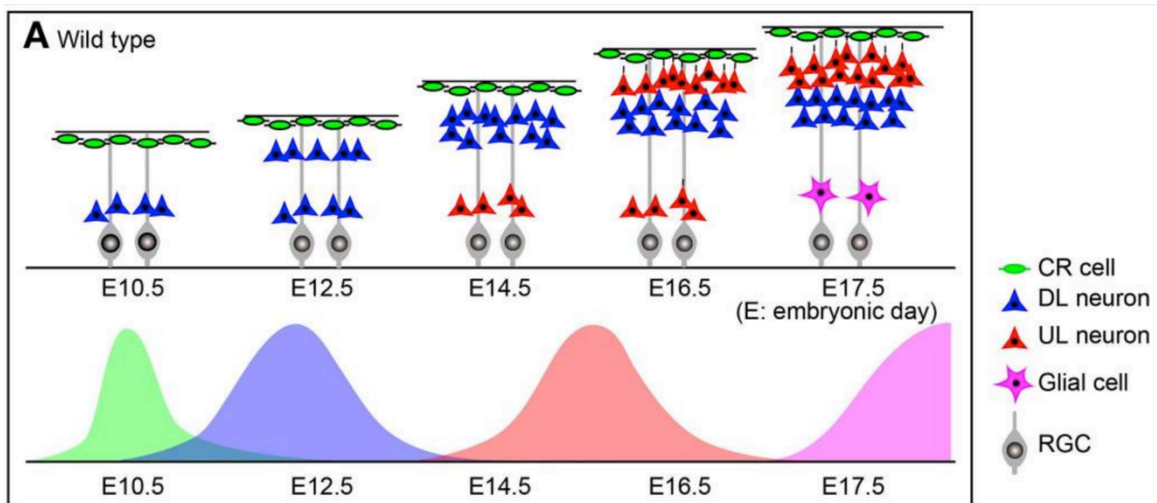 A Wild type
E10.5 E12.5 E14.5 E16.5 E17.5
(E: embryonic day)
E10.5 E12.5 E14.5 E16.5 E17.5
CR cell
DL neuron
UL neuron
Glial cell
RGC